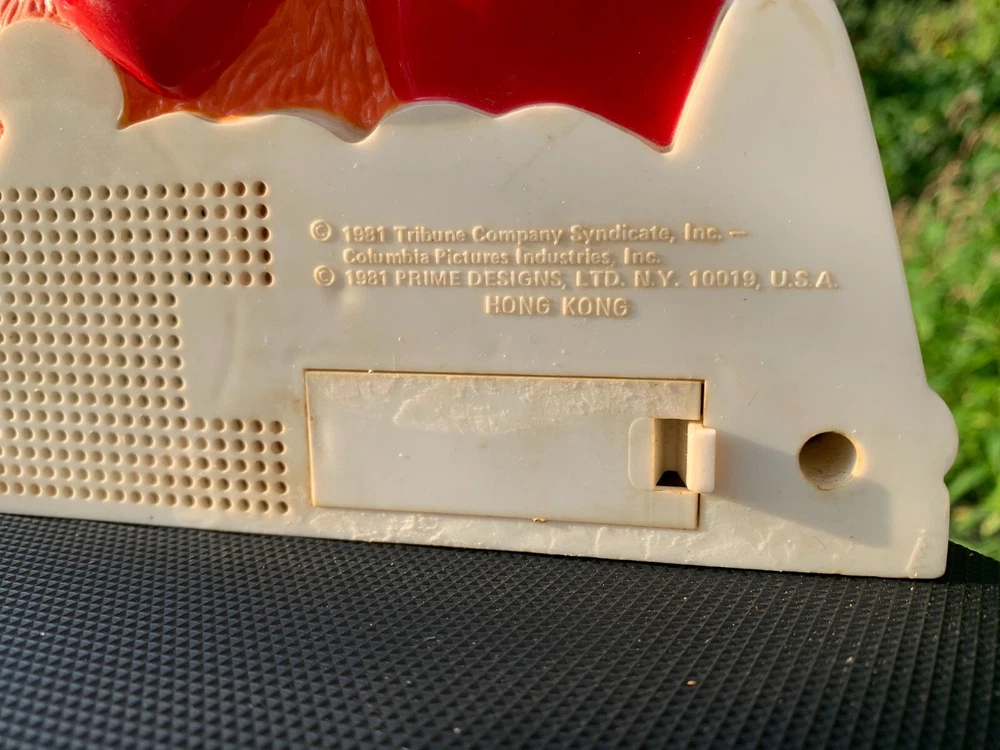 © 1981 Tribune Company Syndicate, Inc. —
Columbia Pictures Industries, Inc.
© 1981 PRIME DESIGNS, LTD. N.Y. 10019, U.S.A.
HONG KONG